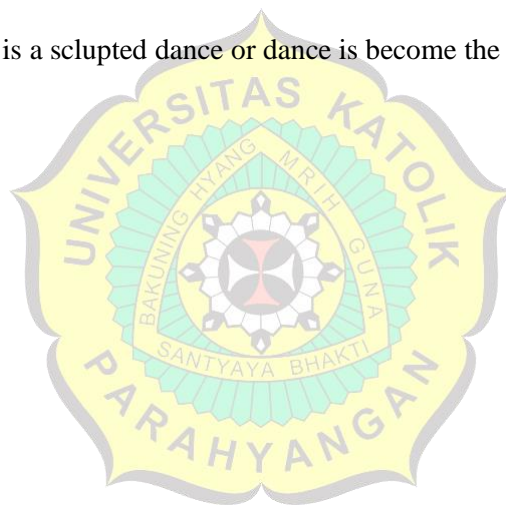 is a sclupted dance or dance is become the
UNIVERSITAS KATOLIK
BAKUNING HYANG MRIH GUNA
SANTYAYA BHAKTI
PARAHYANGAN